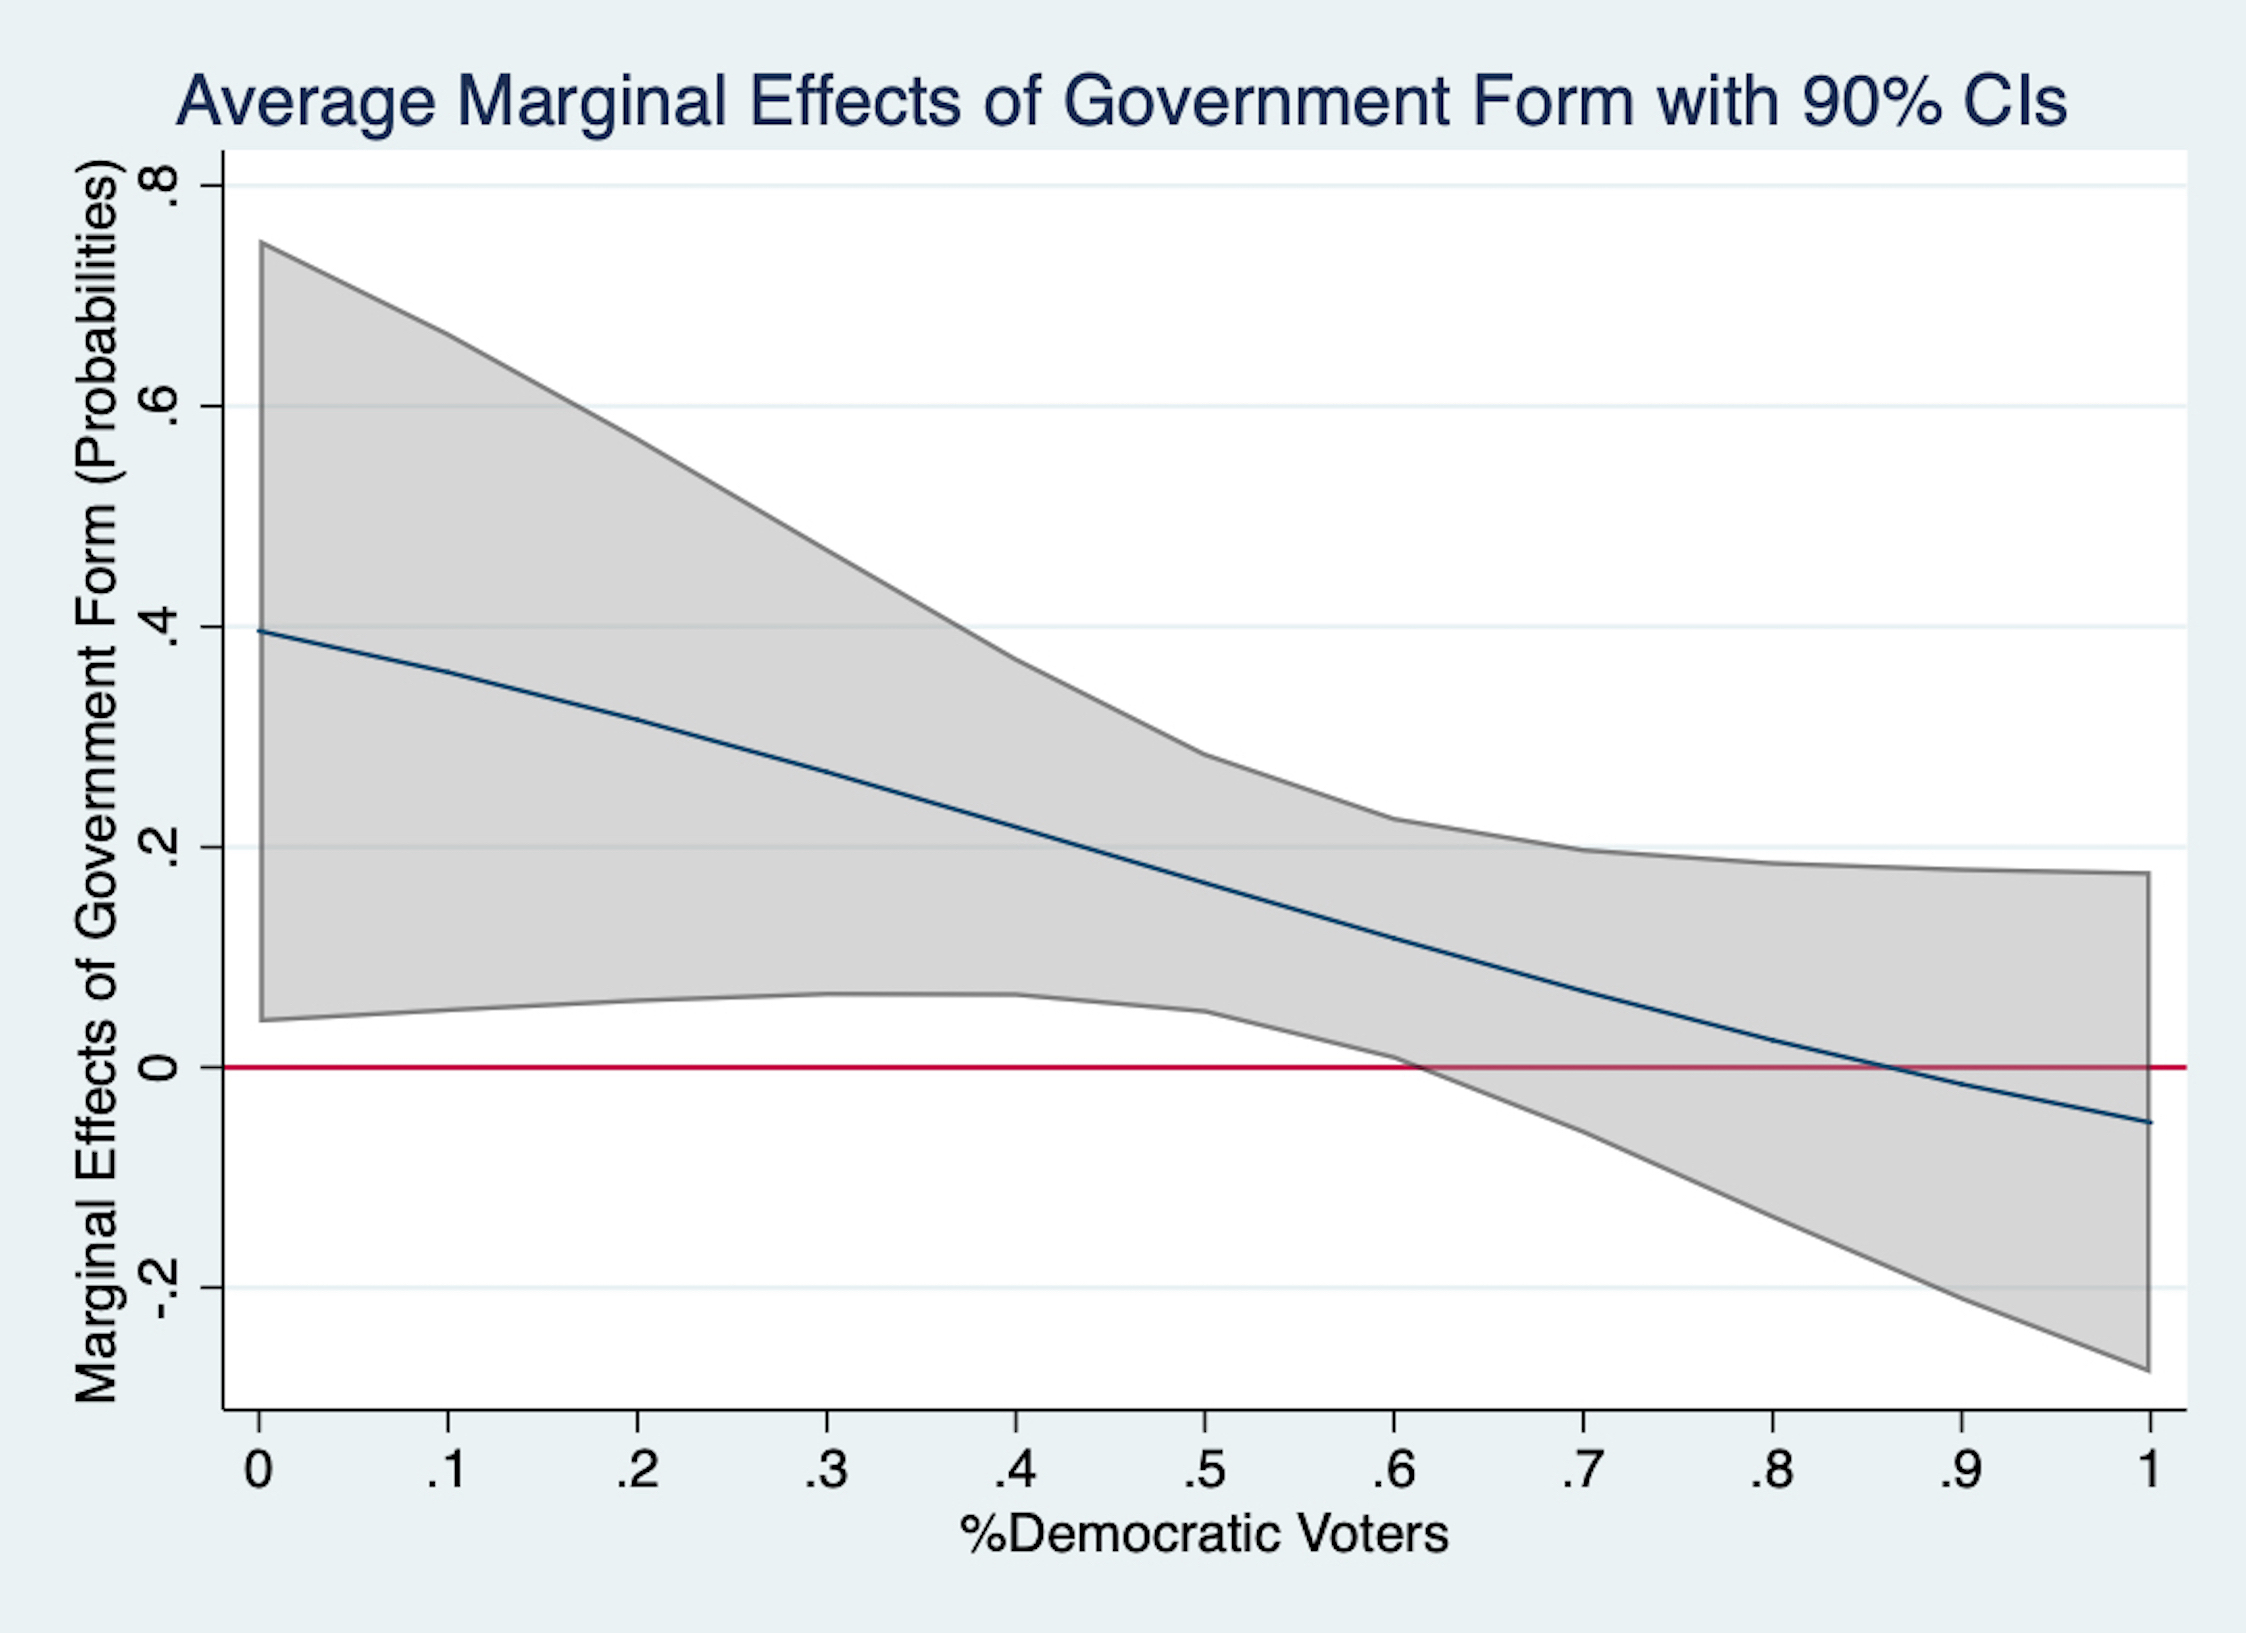 Average Marginal Effects of Government Form with 90% CIs
Marginal Effects of Government Form (Probabilities)
.8
.6
.4
.2
0
-.2
0 .1 .2 .3 .4 .5 .6 .7 .8 .9 1
%Democratic Voters